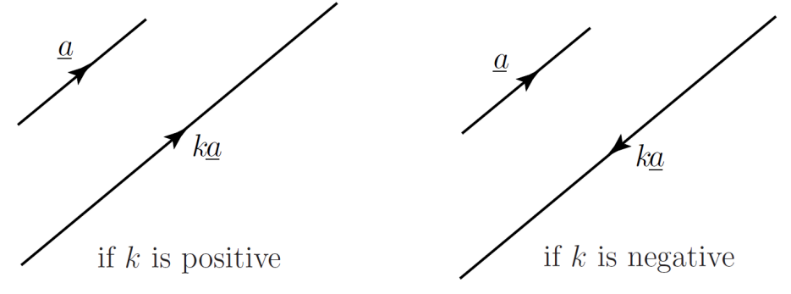 a
ka
if k is positive
a
ka
if k is negative